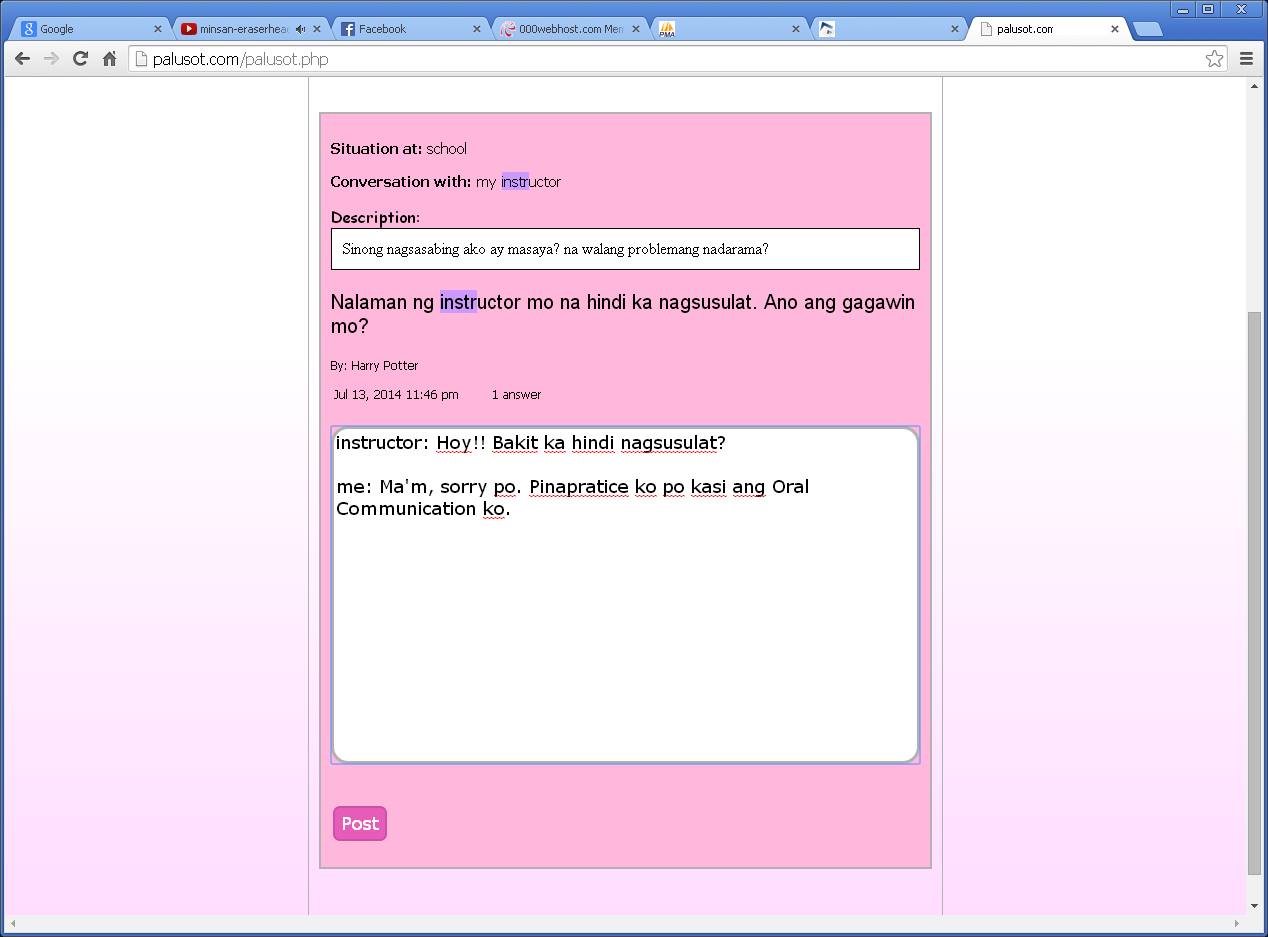 Google
minsan-eraserhea
Facebook
000webhost.com Mem
PMA
palusot.com
palusot.com/palusot.php
Situation at: school
Conversation with: my instructor
Description:
Sinong nagsasabing ako ay masaya? na walang problemang nadarama?
Nalaman ng instructor mo na hindi ka nagsusulat. Ano ang gagawin
mo?
By: Harry Potter
Jul 13, 2014 11:46 pm 1 answer
instructor: Hoy!! Bakit ka hindi nagsusulat?
me: Ma'm, sorry po. Pinapratice ko po kasi ang Oral
Communication ko.
Post